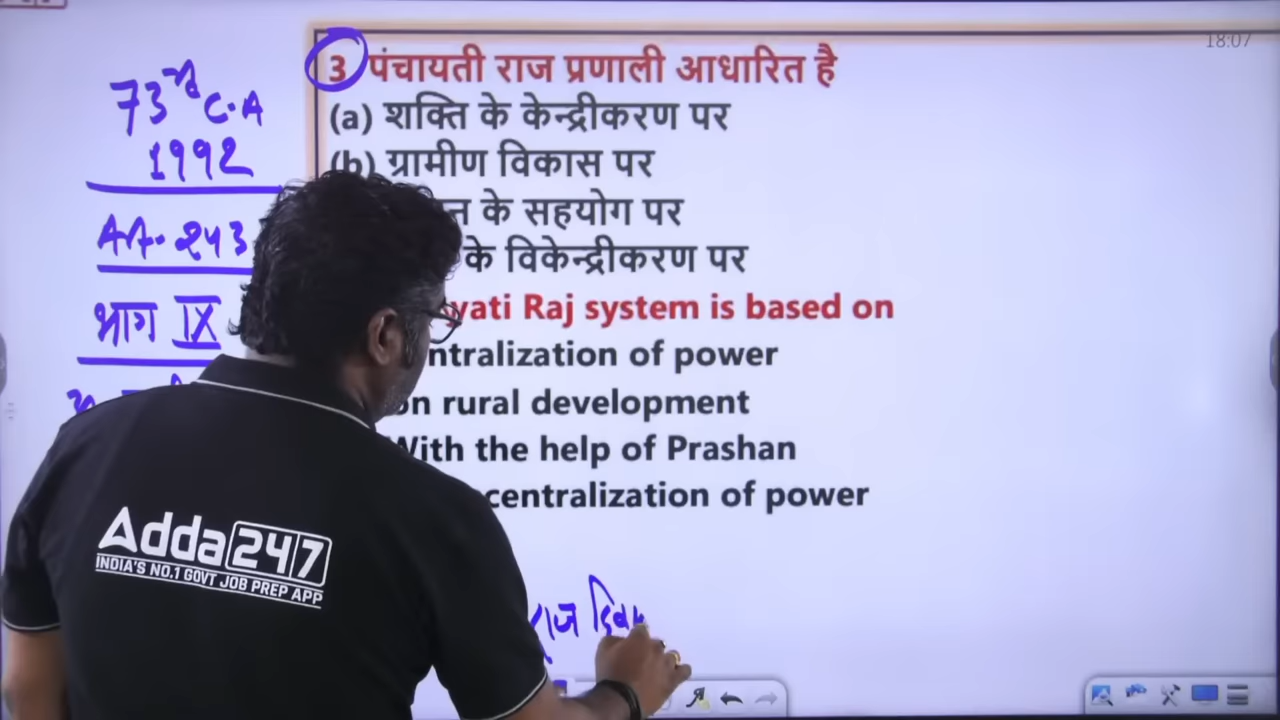 18:07
73rd C.A
1992
Art. 243
भाग IX
3 पंचायती राज प्रणाली आधारित है
(a) शक्ति के केन्द्रीकरण पर
(b) ग्रामीण विकास पर
के सहयोग पर
के विकेन्द्रीकरण पर
yati Raj system is based on
ntralization of power
on rural development
With the help of Prashan
centralization of power
राज दिवस
Adda247
INDIA'S NO.1 GOVT JOB PREP APP